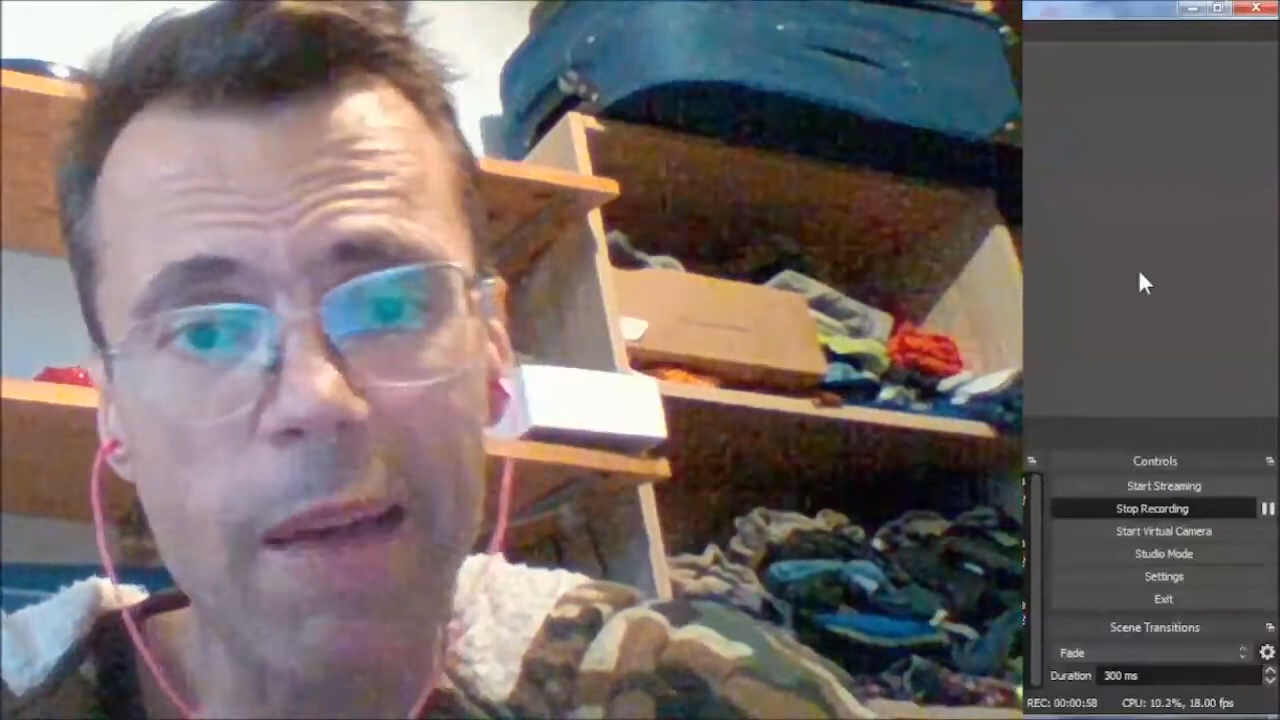 Controls
Start Streaming
Stop Recording
Start Virtual Camera
Studio Mode
Settings
Exit
Scene Transitions
Fade
Duration 300 ms
REC: 00:00:58 CPU: 10.2%, 18.00 fps